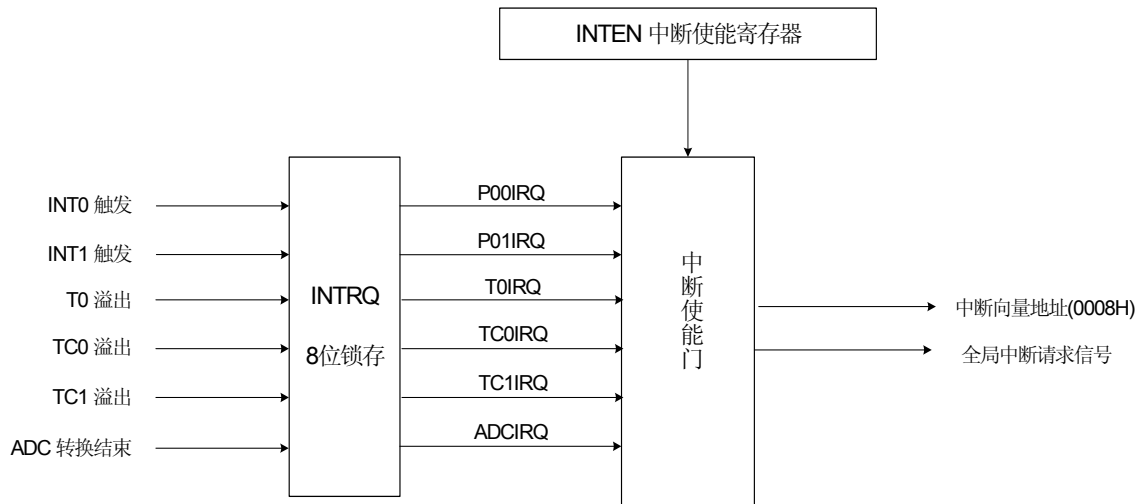 INTEN 中断使能寄存器
INT0 触发
INT1 触发
T0 溢出
TC0 溢出
TC1 溢出
ADC 转换结束
INTRQ
8位锁存
P00IRQ
P01IRQ
T0IRQ
TC0IRQ
TC1IRQ
ADCIRQ
中断使能门
中断向量地址(0008H)
全局中断请求信号